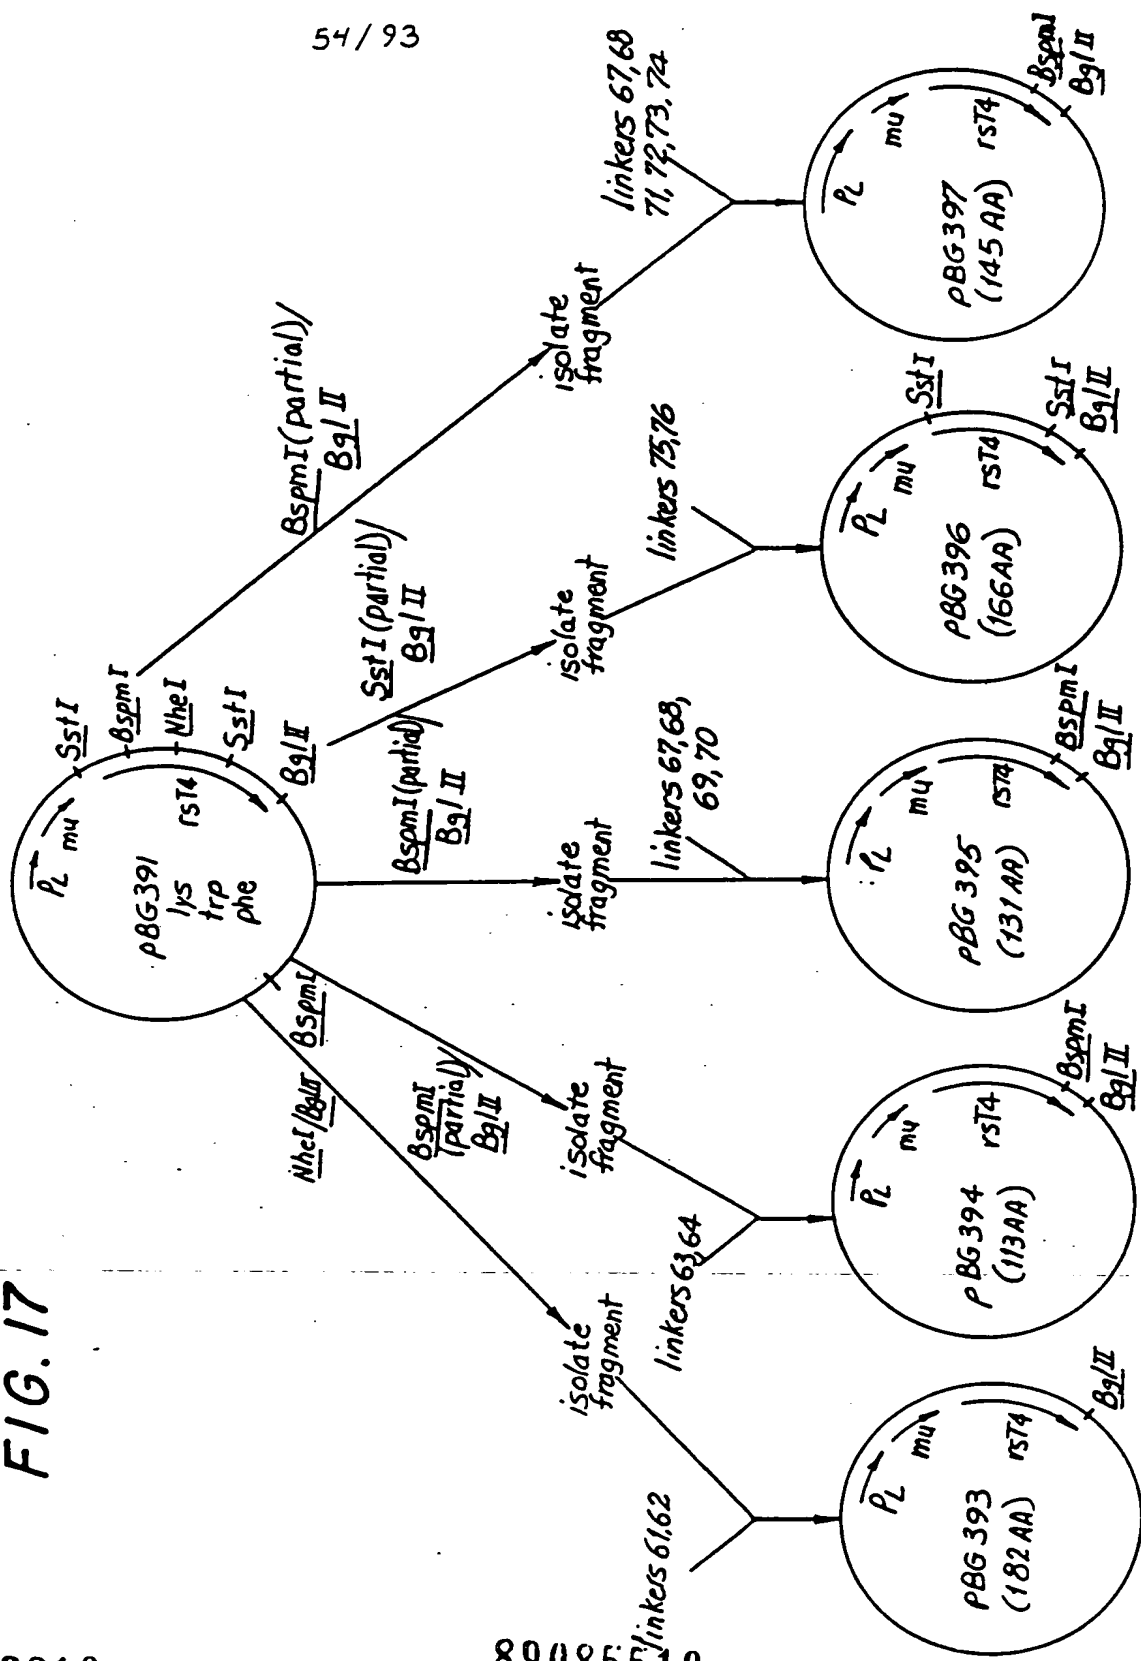 54/93
FIG. 17
PL
mu
rsT4
pBG391
lys
trp
phe
SstI
BspmI
NheI
SstI
BglII
BspmI
NheI/BglII
BspmI
(partial)/
BglII
BspmI(partial)/
BglII
SstI(partial)/
BglII
BspmI(partial)/
BglII
isolate
fragment
isolate
fragment
isolate
fragment
isolate
fragment
isolate
fragment
linkers 61,62
linkers 63,64
linkers 67,68,
69,70
linkers 75,76
linkers 67,68
71,72,73,74
PL
mu
rsT4
pBG393
(182AA)
BglII
PL
mu
rsT4
pBG394
(113AA)
BspmI
BglII
PL
mu
rsT4
pBG395
(131AA)
BspmI
BglII
PL
mu
rsT4
pBG396
(166AA)
SstI
SstI
BglII
PL
mu
rsT4
pBG397
(145AA)
BspmI
BglII